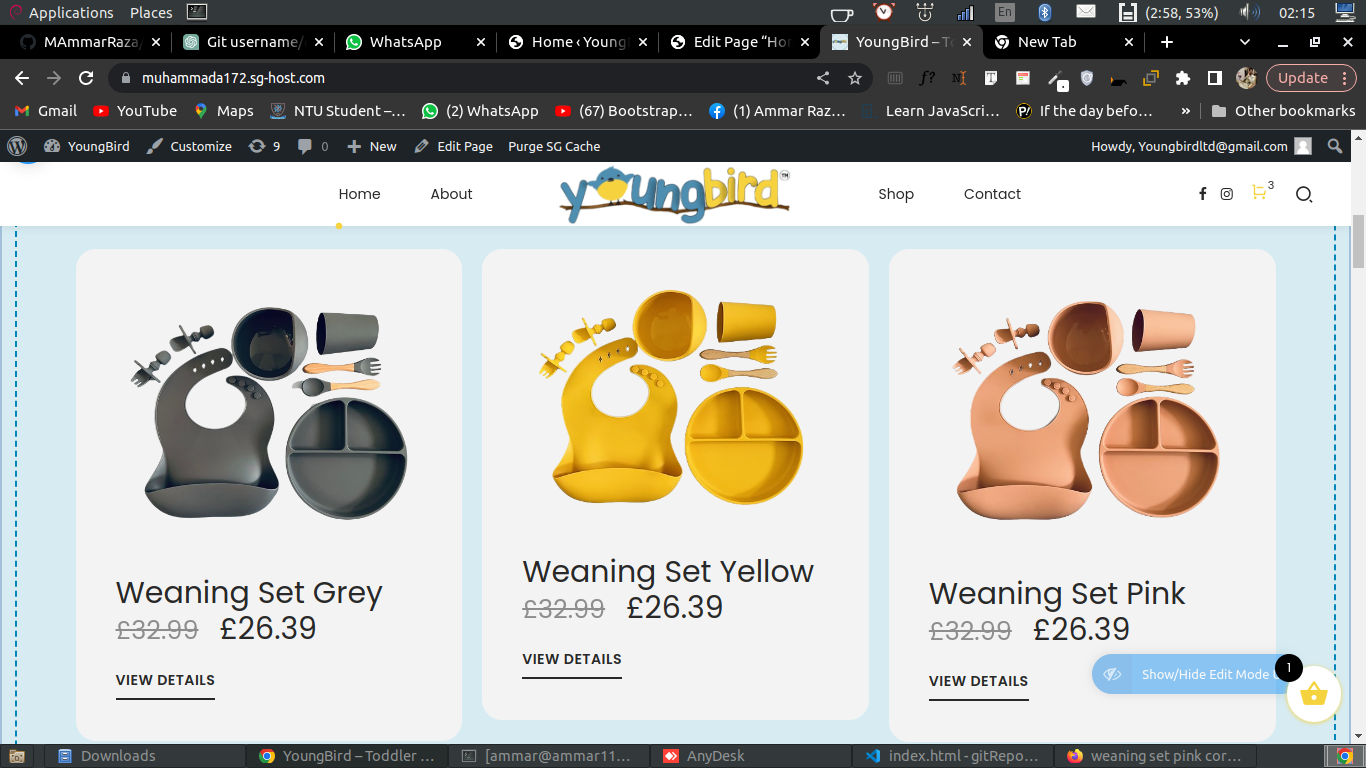 Applications Places En (2:58, 53%) 02:15
MAmmarRaza/ Git username/ WhatsApp Home ‹ Young Edit Page “Hor YoungBird – To New Tab
muhammada172.sg-host.com Update
Gmail YouTube Maps NTU Student –… (2) WhatsApp (67) Bootstrap… (1) Ammar Raz… Learn JavaScri… If the day befo… » Other bookmarks
YoungBird Customize 9 0 New Edit Page Purge SG Cache Howdy, Youngbirdltd@gmail.com
Home About youngbird™ Shop Contact 3
Weaning Set Grey
£32.99 £26.39
VIEW DETAILS
Weaning Set Yellow
£32.99 £26.39
VIEW DETAILS
Weaning Set Pink
£32.99 £26.39
VIEW DETAILS
Show/Hide Edit Mode
1
Downloads YoungBird – Toddler … [ammar@ammar11… AnyDesk index.html - gitRepo… weaning set pink cor…